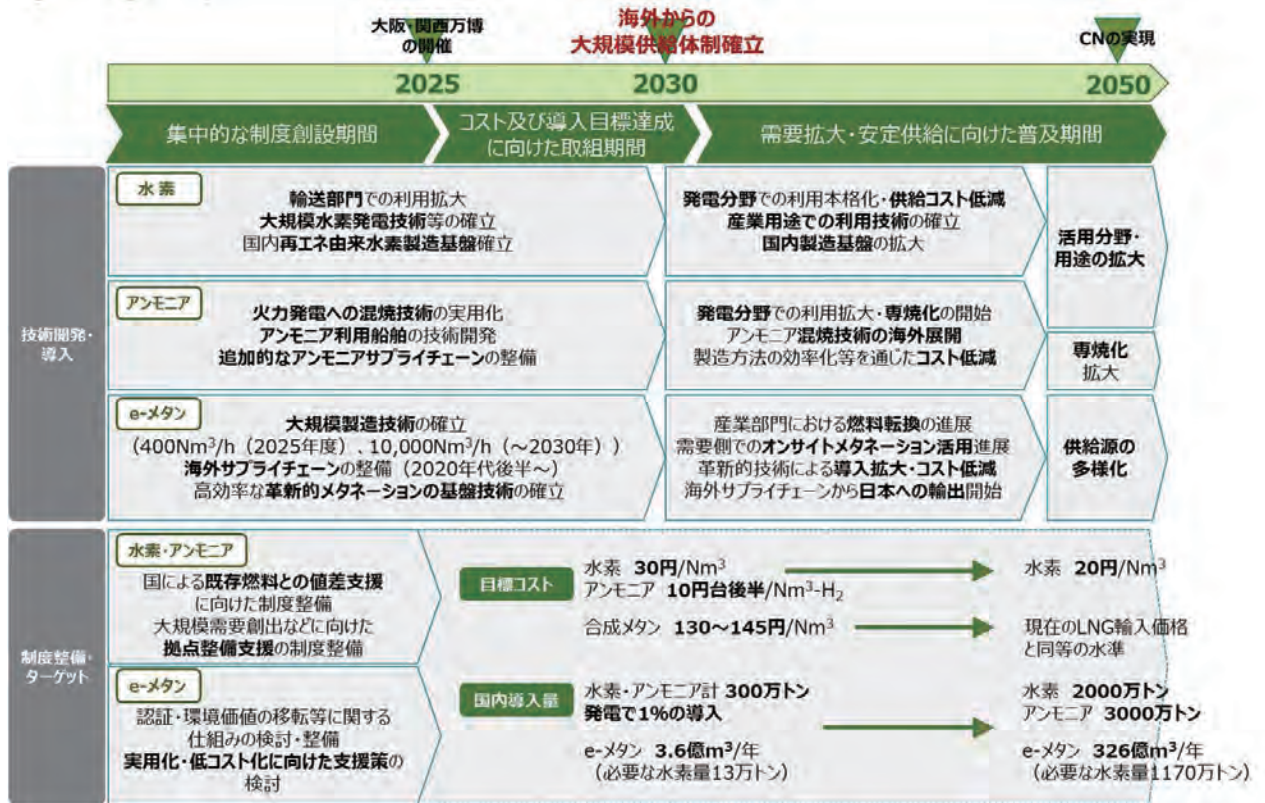 大阪・関西万博
の開催
海外からの
大規模供給体制確立
CNの実現
2025
2030
2050
集中的な制度創設期間
コスト及び導入目標達成
に向けた取組期間
需要拡大・安定供給に向けた普及期間
技術開発・
導入
水素
輸送部門での利用拡大
大規模水素発電技術等の確立
国内再エネ由来水素製造基盤確立
発電分野での利用本格化・供給コスト低減
産業用途での利用技術の確立
国内製造基盤の拡大
活用分野・
用途の拡大
アンモニア
火力発電への混焼技術の実用化
アンモニア利用船舶の技術開発
追加的なアンモニアサプライチェーンの整備
発電分野での利用拡大・専焼化の開始
アンモニア混焼技術の海外展開
製造方法の効率化等を通じたコスト低減
専焼化
拡大
e-メタン
大規模製造技術の確立
(400Nm³/h(2025年度)、10,000Nm³/h(~2030年))
海外サプライチェーンの整備(2020年代後半~)
高効率な革新的メタネーションの基盤技術の確立
産業部門における燃料転換の進展
需要側でのオンサイトメタネーション活用進展
革新的技術による導入拡大・コスト低減
海外サプライチェーンから日本への輸出開始
供給源の
多様化
制度整備・
ターゲット
水素・アンモニア
国による既存燃料との値差支援
に向けた制度整備
大規模需要創出などに向けた
拠点整備支援の制度整備
e-メタン
認証・環境価値の移転等に関する
仕組みの検討・整備
実用化・低コスト化に向けた支援策の
検討
目標コスト
水素 30円/Nm³
アンモニア 10円台後半/Nm³-H₂
水素 20円/Nm³
合成メタン 130~145円/Nm³
現在のLNG輸入価格
と同等の水準
国内導入量
水素・アンモニア計 300万トン
発電で1%の導入
水素 2000万トン
アンモニア 3000万トン
e-メタン 3.6億m³/年
(必要な水素量13万トン)
e-メタン 326億m³/年
(必要な水素量1170万トン)